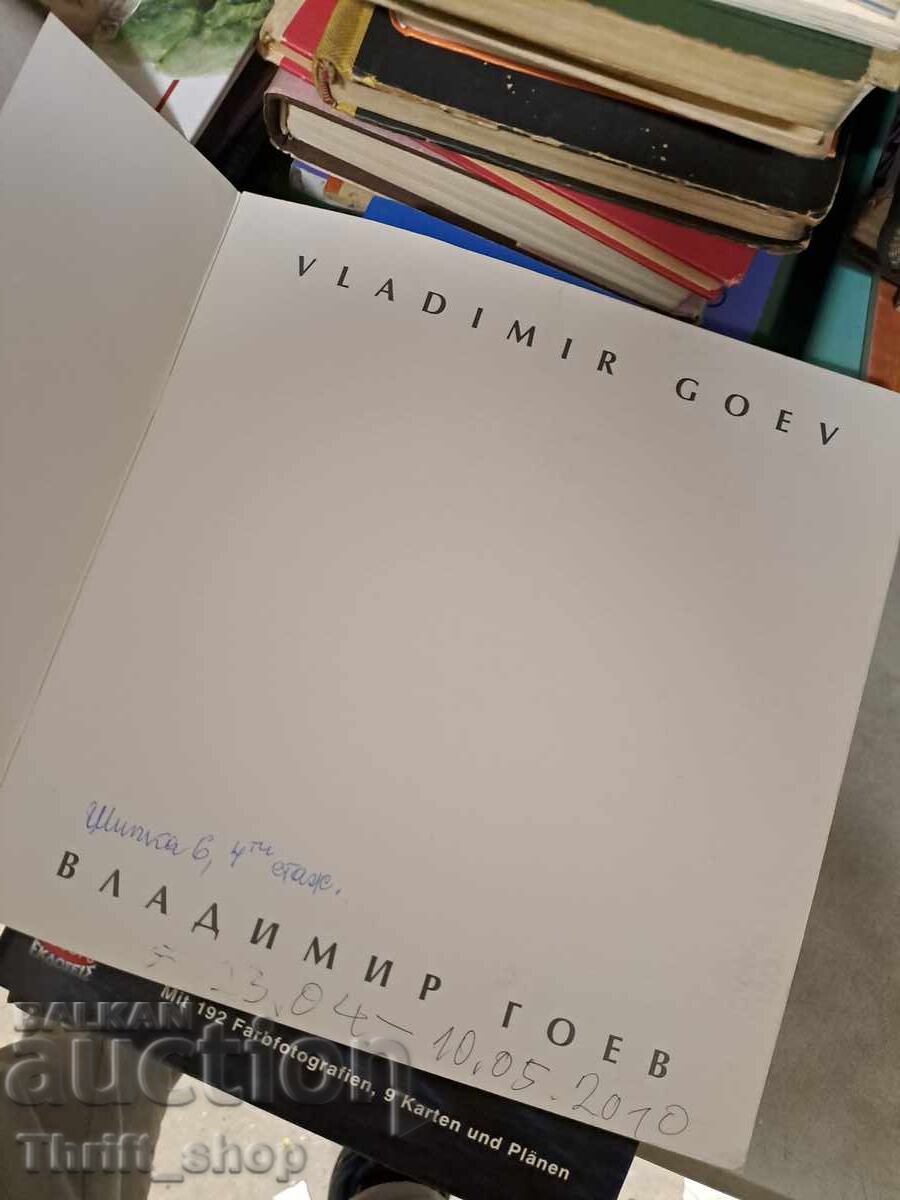 VLADIMIR GOEV
Шипка 6, 4ти етаж.
ВЛАДИМИР ГОЕВ
23.04 – 10.05.2010
ΕΚΔΟΣΕΙΣ
Mit 192 Farbfotografien, 9 Karten und Plänen
BALKAN
auction
Thrift_shop